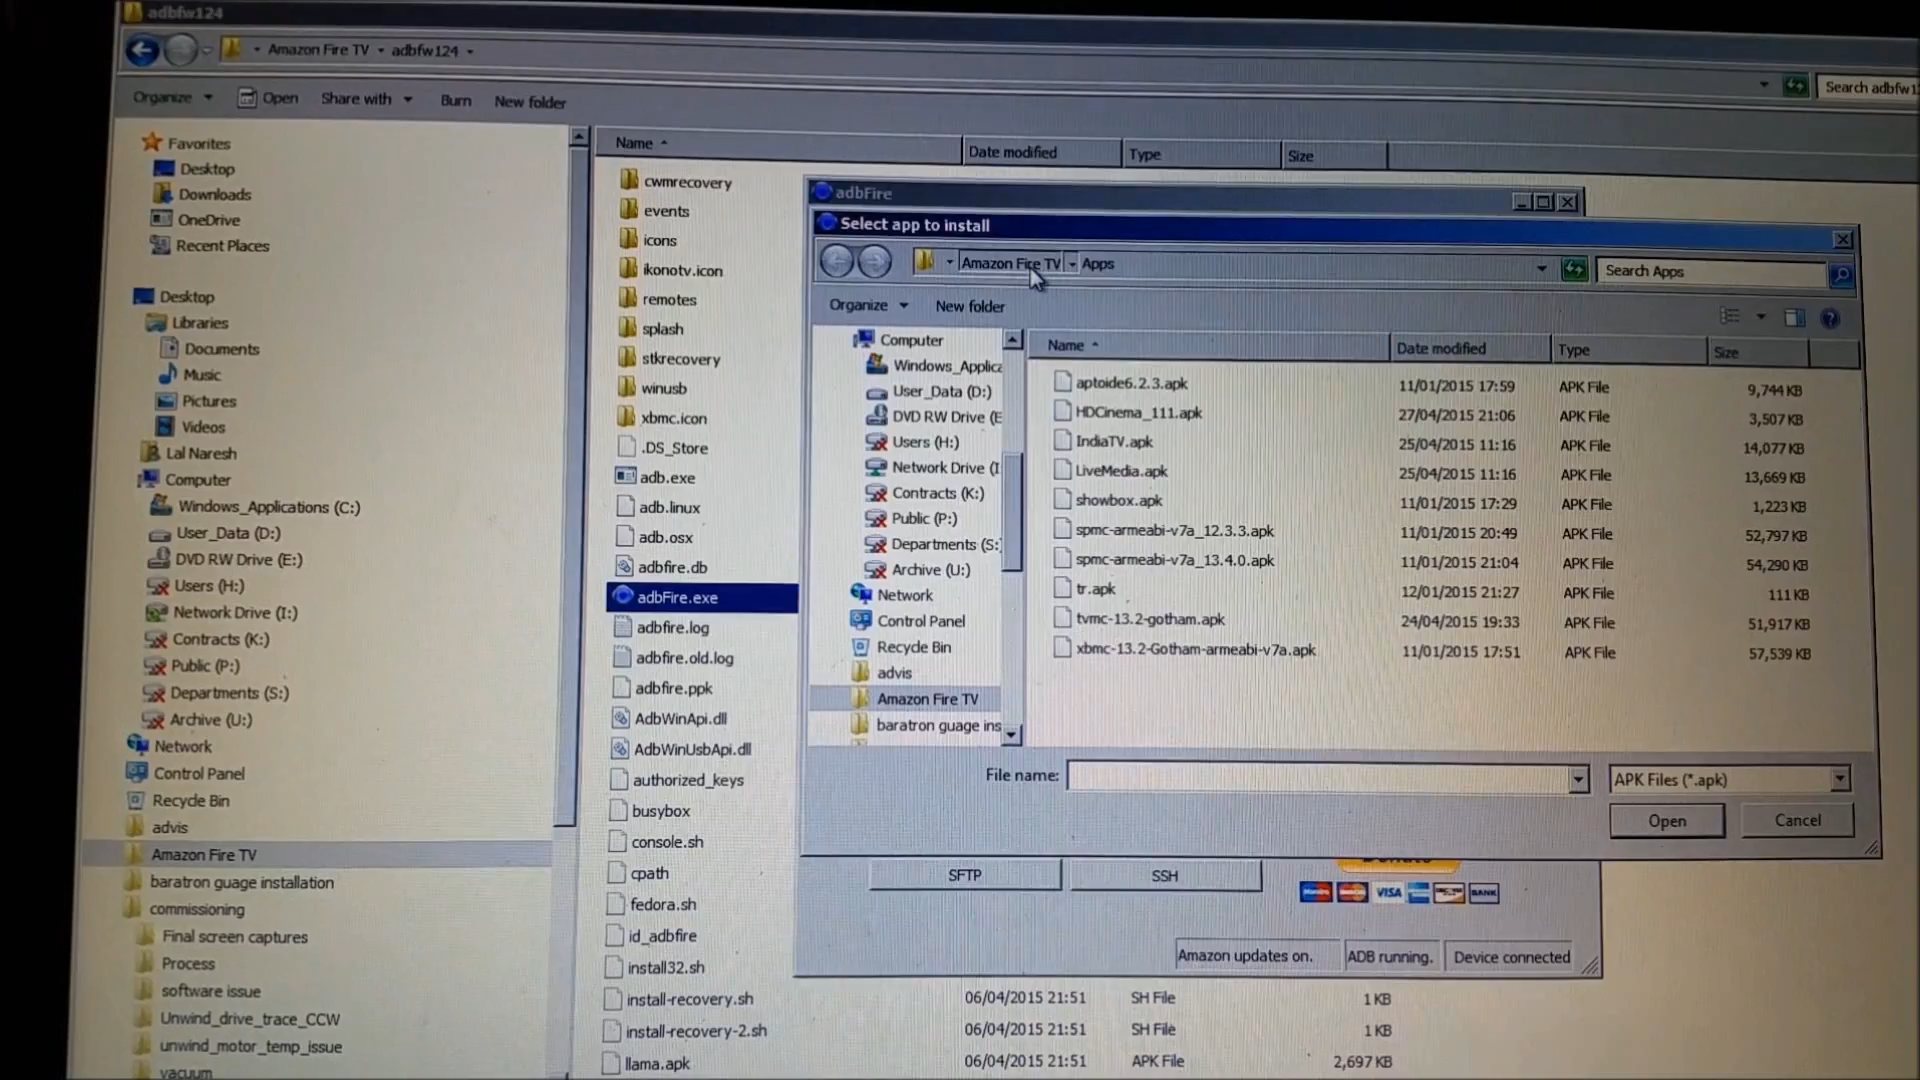 adbfw124
Amazon Fire TV
adbfw124
Search adbfw1
Organize
Open
Share with
Burn
New folder
Favorites
Desktop
Downloads
OneDrive
Recent Places
Desktop
Libraries
Documents
Music
Pictures
Videos
Lal Naresh
Computer
Windows_Applications (C:)
User_Data (D:)
DVD RW Drive (E:)
Users (H:)
Network Drive (I:)
Contracts (K:)
Public (P:)
Departments (S:)
Archive (U:)
Network
Control Panel
Recycle Bin
advis
Amazon Fire TV
baratron guage installation
commissioning
Final screen captures
Process
software issue
Unwind_drive_trace_CCW
unwind_motor_temp_issue
vacuum
Name
Date modified
Type
Size
cwmrecovery
events
icons
ikonotv.icon
remotes
splash
stkrecovery
winusb
xbmc.icon
.DS_Store
adb.exe
adb.linux
adb.osx
adbfire.db
adbFire.exe
adbfire.log
adbfire.old.log
adbfire.ppk
AdbWinApi.dll
AdbWinUsbApi.dll
authorized_keys
busybox
console.sh
cpath
fedora.sh
id_adbfire
install32.sh
install-recovery.sh 06/04/2015 21:51 SH File 1 KB
install-recovery-2.sh 06/04/2015 21:51 SH File 1 KB
llama.apk 06/04/2015 21:51 APK File 2,697 KB
adbFire
Select app to install
Amazon Fire TV
Apps
Search Apps
Organize
New folder
Computer
Windows_Applica
User_Data (D:)
DVD RW Drive (E
Users (H:)
Network Drive (I
Contracts (K:)
Public (P:)
Departments (S:
Archive (U:)
Network
Control Panel
Recycle Bin
advis
Amazon Fire TV
baratron guage ins
Name Date modified Type Size
aptoide6.2.3.apk 11/01/2015 17:59 APK File 9,744 KB
HDCinema_111.apk 27/04/2015 21:06 APK File 3,507 KB
IndiaTV.apk 25/04/2015 11:16 APK File 14,077 KB
LiveMedia.apk 25/04/2015 11:16 APK File 13,669 KB
showbox.apk 11/01/2015 17:29 APK File 1,223 KB
spmc-armeabi-v7a_12.3.3.apk 11/01/2015 20:49 APK File 52,797 KB
spmc-armeabi-v7a_13.4.0.apk 11/01/2015 21:04 APK File 54,290 KB
tr.apk 12/01/2015 21:27 APK File 111 KB
tvmc-13.2-gotham.apk 24/04/2015 19:33 APK File 51,917 KB
xbmc-13.2-Gotham-armeabi-v7a.apk 11/01/2015 17:51 APK File 57,539 KB
File name:
APK Files (*.apk)
Open
Cancel
SFTP
SSH
VISA
BANK
Amazon updates on.
ADB running.
Device connected